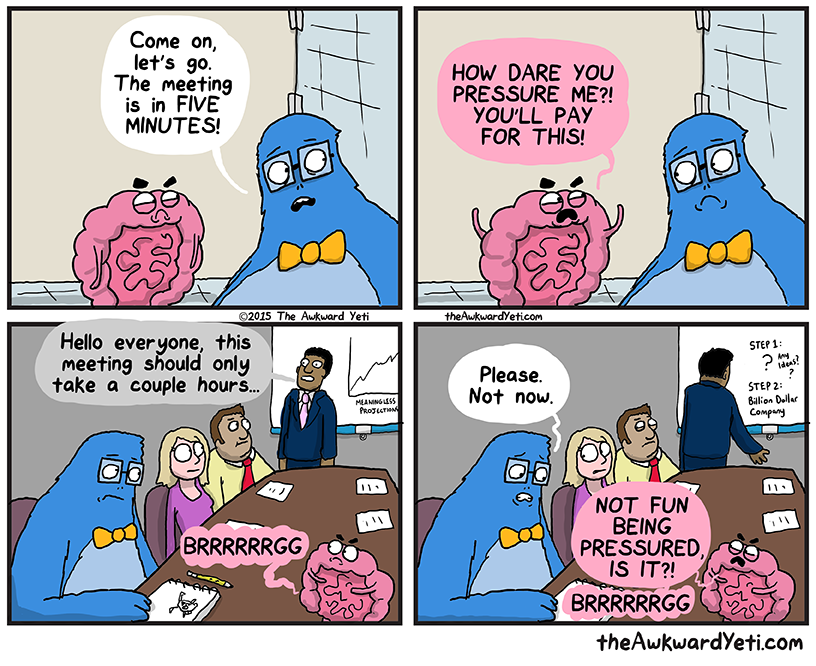 Come on,
let's go.
The meeting
is in FIVE
MINUTES!
HOW DARE YOU
PRESSURE ME?!
YOU'LL PAY
FOR THIS!
©2015 The Awkward Yeti
theAwkwardYeti.com
Hello everyone, this
meeting should only
take a couple hours...
MEANINGLESS
PROJECTIONS
BRRRRRRGG
Please.
Not now.
STEP 1:
? Any
Ideas?
?
STEP 2:
Billion Dollar
Company
NOT FUN
BEING
PRESSURED,
IS IT?!
BRRRRRRGG
theAwkwardYeti.com